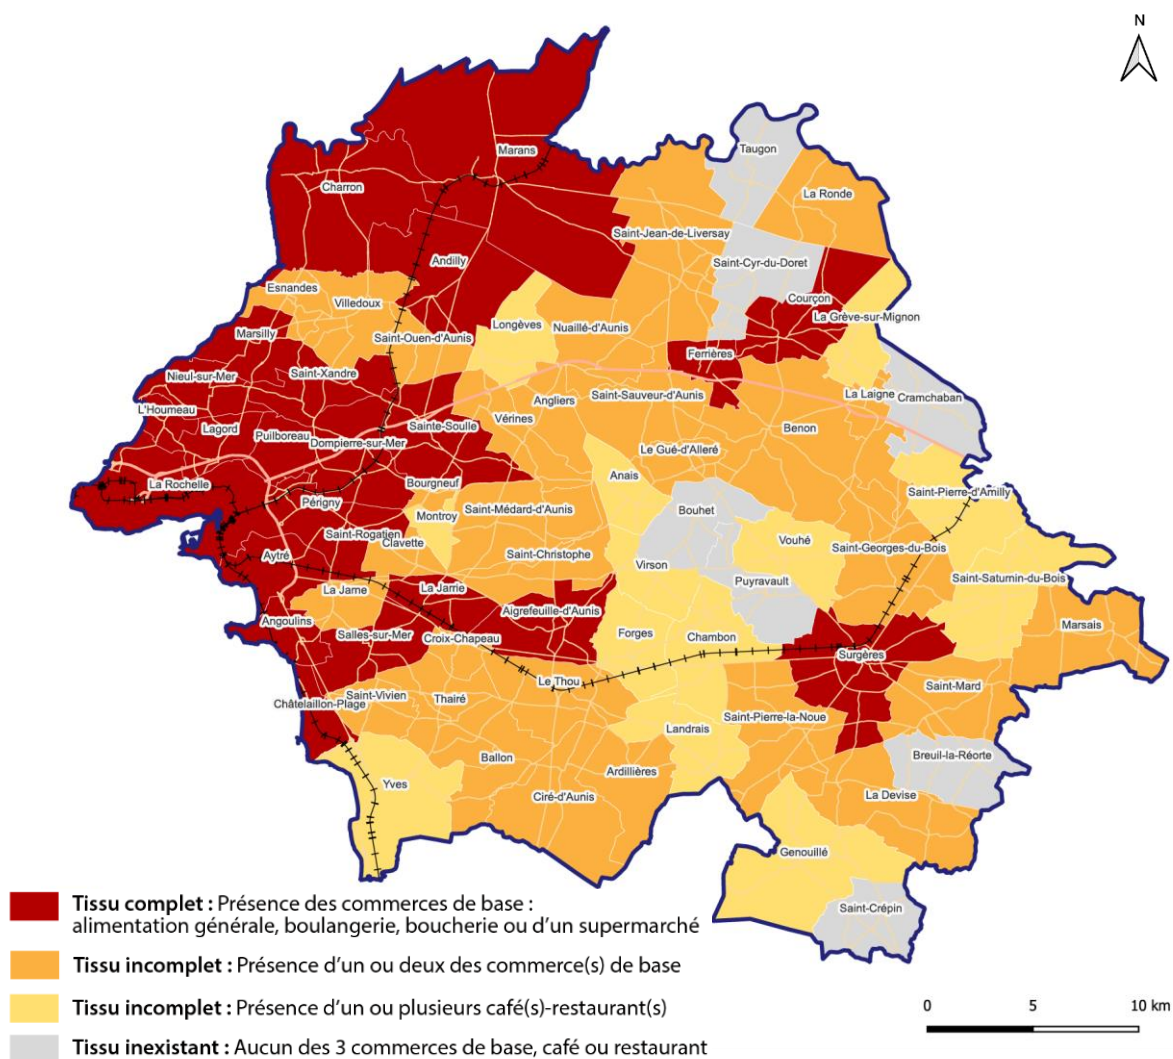 N
Taugon
Marans
La Ronde
Charron
Saint-Jean-de-Liversay
Saint-Cyr-du-Doret
Andilly
Esnandes
Courçon
Villedoux
La Grève-sur-Mignon
Longèves
Nuaillé-d'Aunis
Marsilly
Saint-Ouen-d'Aunis
Ferrières
Nieul-sur-Mer
Saint-Xandre
La Laigne
Cramchaban
Saint-Sauveur-d'Aunis
Angliers
L'Houmeau
Vérines
Lagord
Sainte-Soulle
Benon
Puilboreau
Dompierre-sur-Mer
Le Gué-d'Alleré
Anais
La Rochelle
Bourgneuf
Saint-Pierre-d'Amilly
Périgny
Montroy
Saint-Médard-d'Aunis
Bouhet
Saint-Rogatien
Clavette
Vouhé
Saint-Georges-du-Bois
Aytré
Saint-Christophe
Virson
Puyravault
Saint-Saturnin-du-Bois
La Jarne
La Jarrie
Aigrefeuille-d'Aunis
Angoulins
Marsais
Salles-sur-Mer
Croix-Chapeau
Forges
Chambon
Surgères
Le Thou
Saint-Mard
Saint-Vivien
Thairé
Châtelaillon-Plage
Saint-Pierre-la-Noue
Landrais
Breuil-la-Réorte
Ballon
Ardillières
Yves
Ciré-d'Aunis
La Devise
Genouillé
Saint-Crépin
Tissu complet : Présence des commerces de base :
alimentation générale, boulangerie, boucherie ou d'un supermarché
Tissu incomplet : Présence d'un ou deux des commerce(s) de base
Tissu incomplet : Présence d'un ou plusieurs café(s)-restaurant(s)
Tissu inexistant : Aucun des 3 commerces de base, café ou restaurant
0 5 10 km